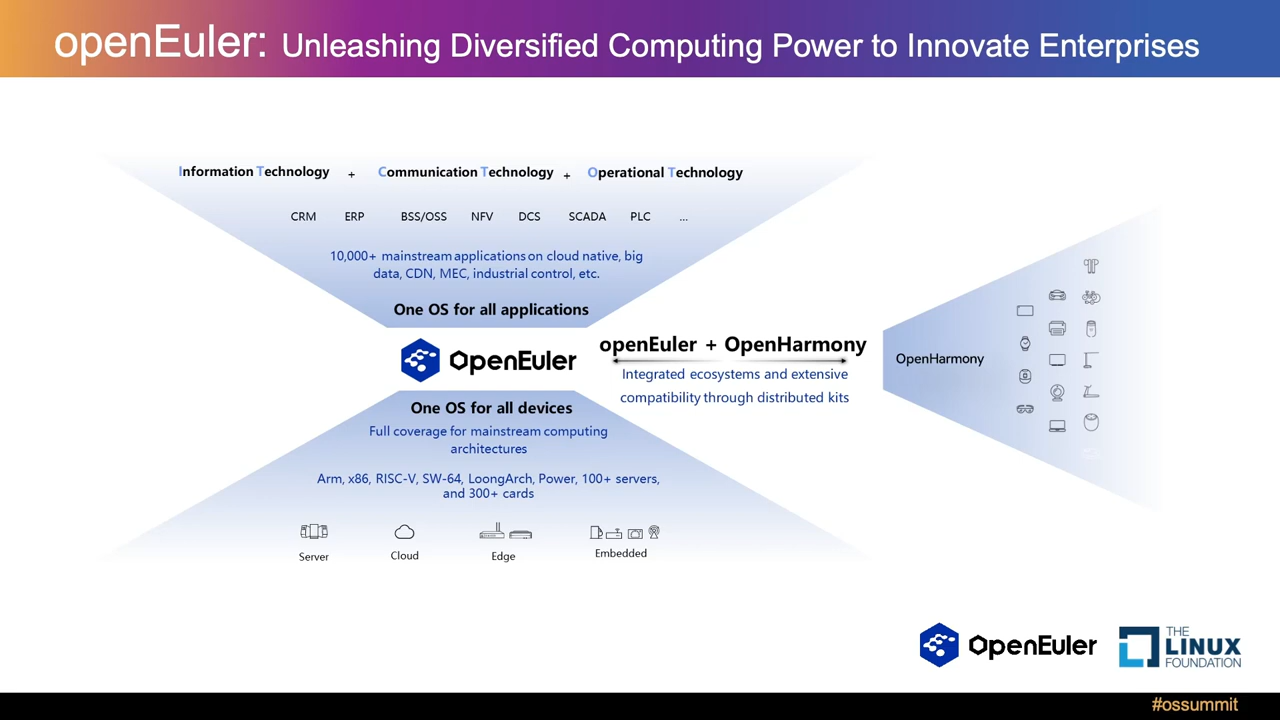 openEuler: Unleashing Diversified Computing Power to Innovate Enterprises
Information Technology + Communication Technology + Operational Technology
CRM ERP BSS/OSS NFV DCS SCADA PLC ...
10,000+ mainstream applications on cloud native, big
data, CDN, MEC, industrial control, etc.
One OS for all applications
OpenEuler
openEuler + OpenHarmony
Integrated ecosystems and extensive
compatibility through distributed kits
OpenHarmony
One OS for all devices
Full coverage for mainstream computing
architectures
Arm, x86, RISC-V, SW-64, LoongArch, Power, 100+ servers,
and 300+ cards
Server Cloud Edge Embedded
OpenEuler
THE
LINUX
FOUNDATION
#ossummit